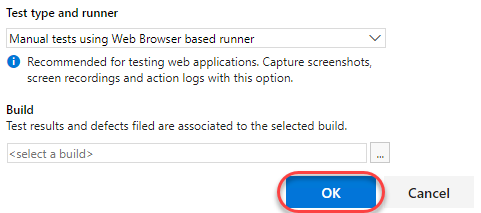 Test type and runner
Manual tests using Web Browser based runner
Recommended for testing web applications. Capture screenshots,
screen recordings and action logs with this option.
Build
Test results and defects filed are associated to the selected build.
<select a build>
...
OK Cancel